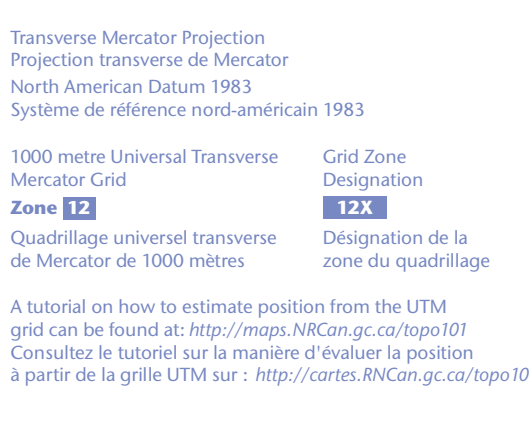 Transverse Mercator Projection
Projection transverse de Mercator
North American Datum 1983
Système de référence nord-américain 1983
1000 metre Universal Transverse
Mercator Grid
Zone 12
Quadrillage universel transverse
de Mercator de 1000 mètres
Grid Zone
Designation
12X
Désignation de la
zone du quadrillage
A tutorial on how to estimate position from the UTM
grid can be found at: http://maps.NRCan.gc.ca/topo101
Consultez le tutoriel sur la manière d'évaluer la position
à partir de la grille UTM sur : http://cartes.RNCan.gc.ca/topo10